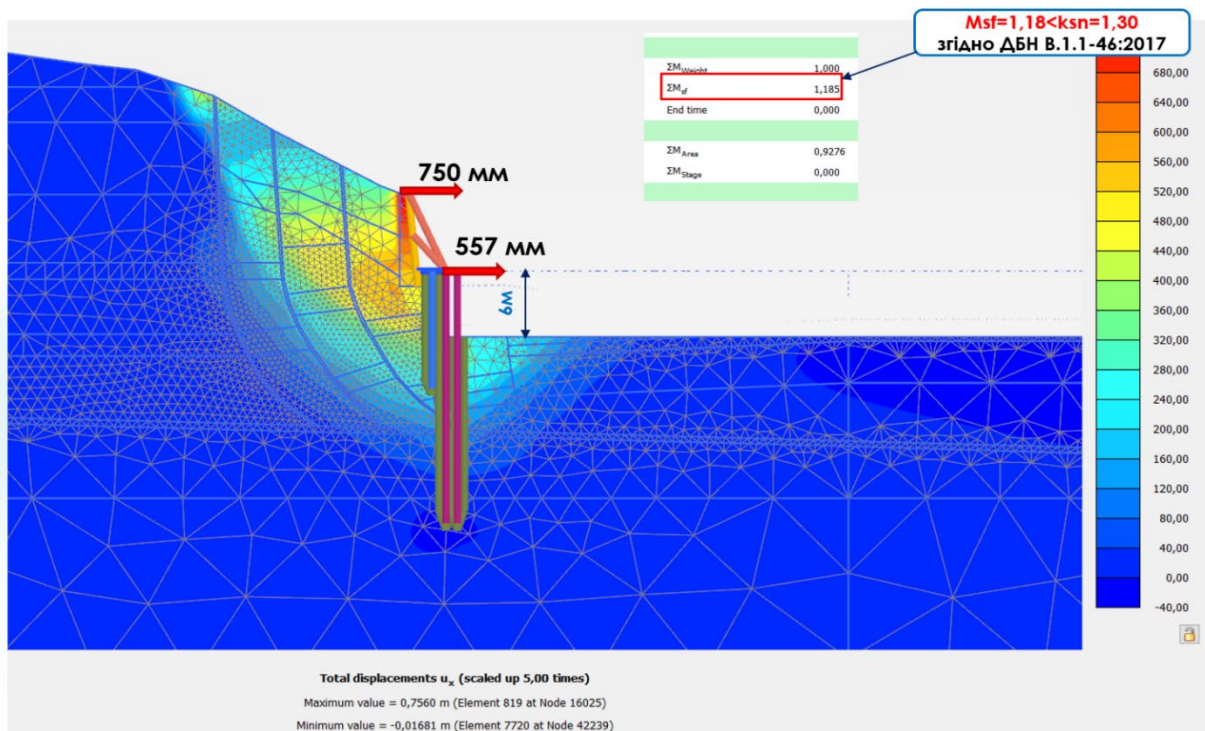 Msf=1,18<ksn=1,30
згідно ДБН В.1.1-46:2017
ΣMWeight 1,000
ΣMsf 1,185
End time 0,000
ΣMArea 0,9276
ΣMStage 0,000
750 мм
557 мм
6м
680,00
640,00
600,00
560,00
520,00
480,00
440,00
400,00
360,00
320,00
280,00
240,00
200,00
160,00
120,00
80,00
40,00
0,00
-40,00
Total displacements ux (scaled up 5,00 times)
Maximum value = 0,7560 m (Element 819 at Node 16025)
Minimum value = -0,01681 m (Element 7720 at Node 42239)